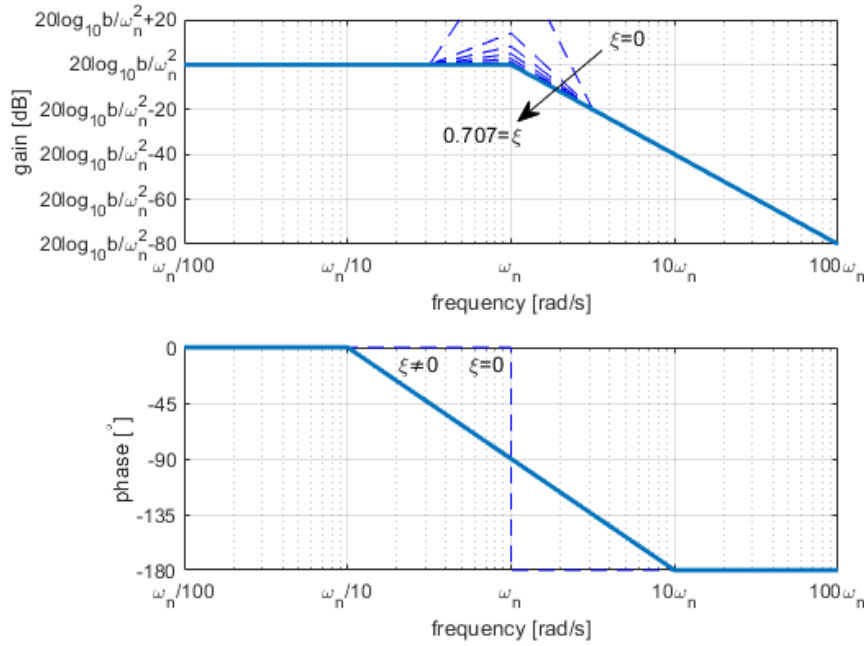 20log₁₀b/ωₙ²+20
20log₁₀b/ωₙ²
20log₁₀b/ωₙ²-20
20log₁₀b/ωₙ²-40
20log₁₀b/ωₙ²-60
20log₁₀b/ωₙ²-80
gain [dB]
ξ=0
0.707=ξ
ωₙ/100
ωₙ/10
ωₙ
10ωₙ
100ωₙ
frequency [rad/s]
0
-45
-90
-135
-180
phase [°]
ξ≠0
ξ=0
ωₙ/100
ωₙ/10
ωₙ
10ωₙ
100ωₙ
frequency [rad/s]